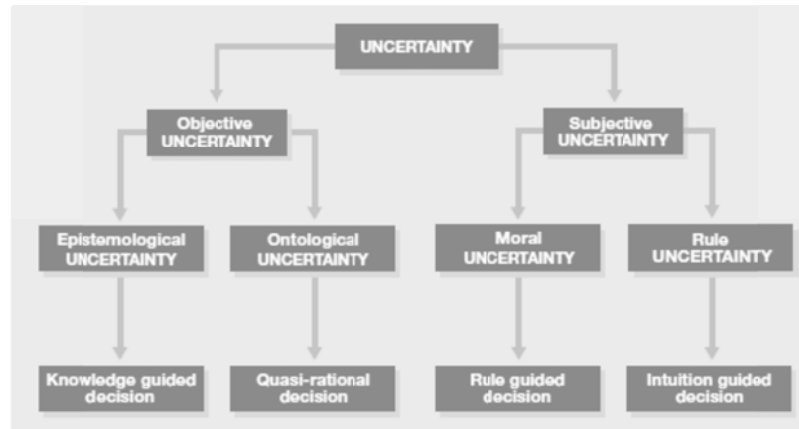 UNCERTAINTY
Objective
UNCERTAINTY
Subjective
UNCERTAINTY
Epistemological
UNCERTAINTY
Ontological
UNCERTAINTY
Moral
UNCERTAINTY
Rule
UNCERTAINTY
Knowledge guided
decision
Quasi-rational
decision
Rule guided
decision
Intuition guided
decision